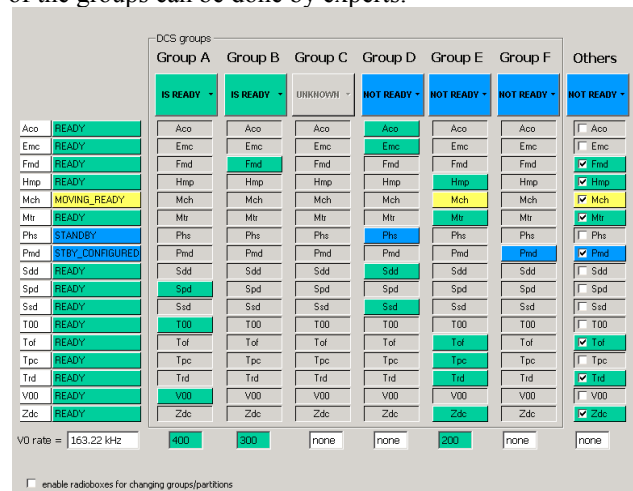 of the groups can be done by experts.
DCS groups
Group A Group B Group C Group D Group E Group F Others
IS READY IS READY UNKNOWN NOT READY NOT READY NOT READY NOT READY
Aco READY Aco Aco Aco Aco Aco Aco Aco
Emc READY Emc Emc Emc Emc Emc Emc Emc
Fmd READY Fmd Fmd Fmd Fmd Fmd Fmd Fmd
Hmp READY Hmp Hmp Hmp Hmp Hmp Hmp Hmp
Mch MOVING_READY Mch Mch Mch Mch Mch Mch Mch
Mtr READY Mtr Mtr Mtr Mtr Mtr Mtr Mtr
Phs STANDBY Phs Phs Phs Phs Phs Phs Phs
Pmd STBY_CONFIGURED Pmd Pmd Pmd Pmd Pmd Pmd Pmd
Sdd READY Sdd Sdd Sdd Sdd Sdd Sdd Sdd
Spd READY Spd Spd Spd Spd Spd Spd Spd
Ssd READY Ssd Ssd Ssd Ssd Ssd Ssd Ssd
T00 READY T00 T00 T00 T00 T00 T00 T00
Tof READY Tof Tof Tof Tof Tof Tof Tof
Tpc READY Tpc Tpc Tpc Tpc Tpc Tpc Tpc
Trd READY Trd Trd Trd Trd Trd Trd Trd
V00 READY V00 V00 V00 V00 V00 V00 V00
Zdc READY Zdc Zdc Zdc Zdc Zdc Zdc Zdc
V0 rate = 163.22 kHz 400 300 none none 200 none none
enable radioboxes for changing groups/partitions